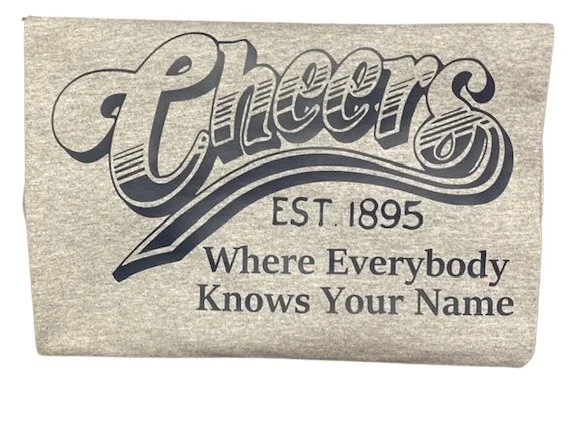 Cheers
EST. 1895
Where Everybody
Knows Your Name